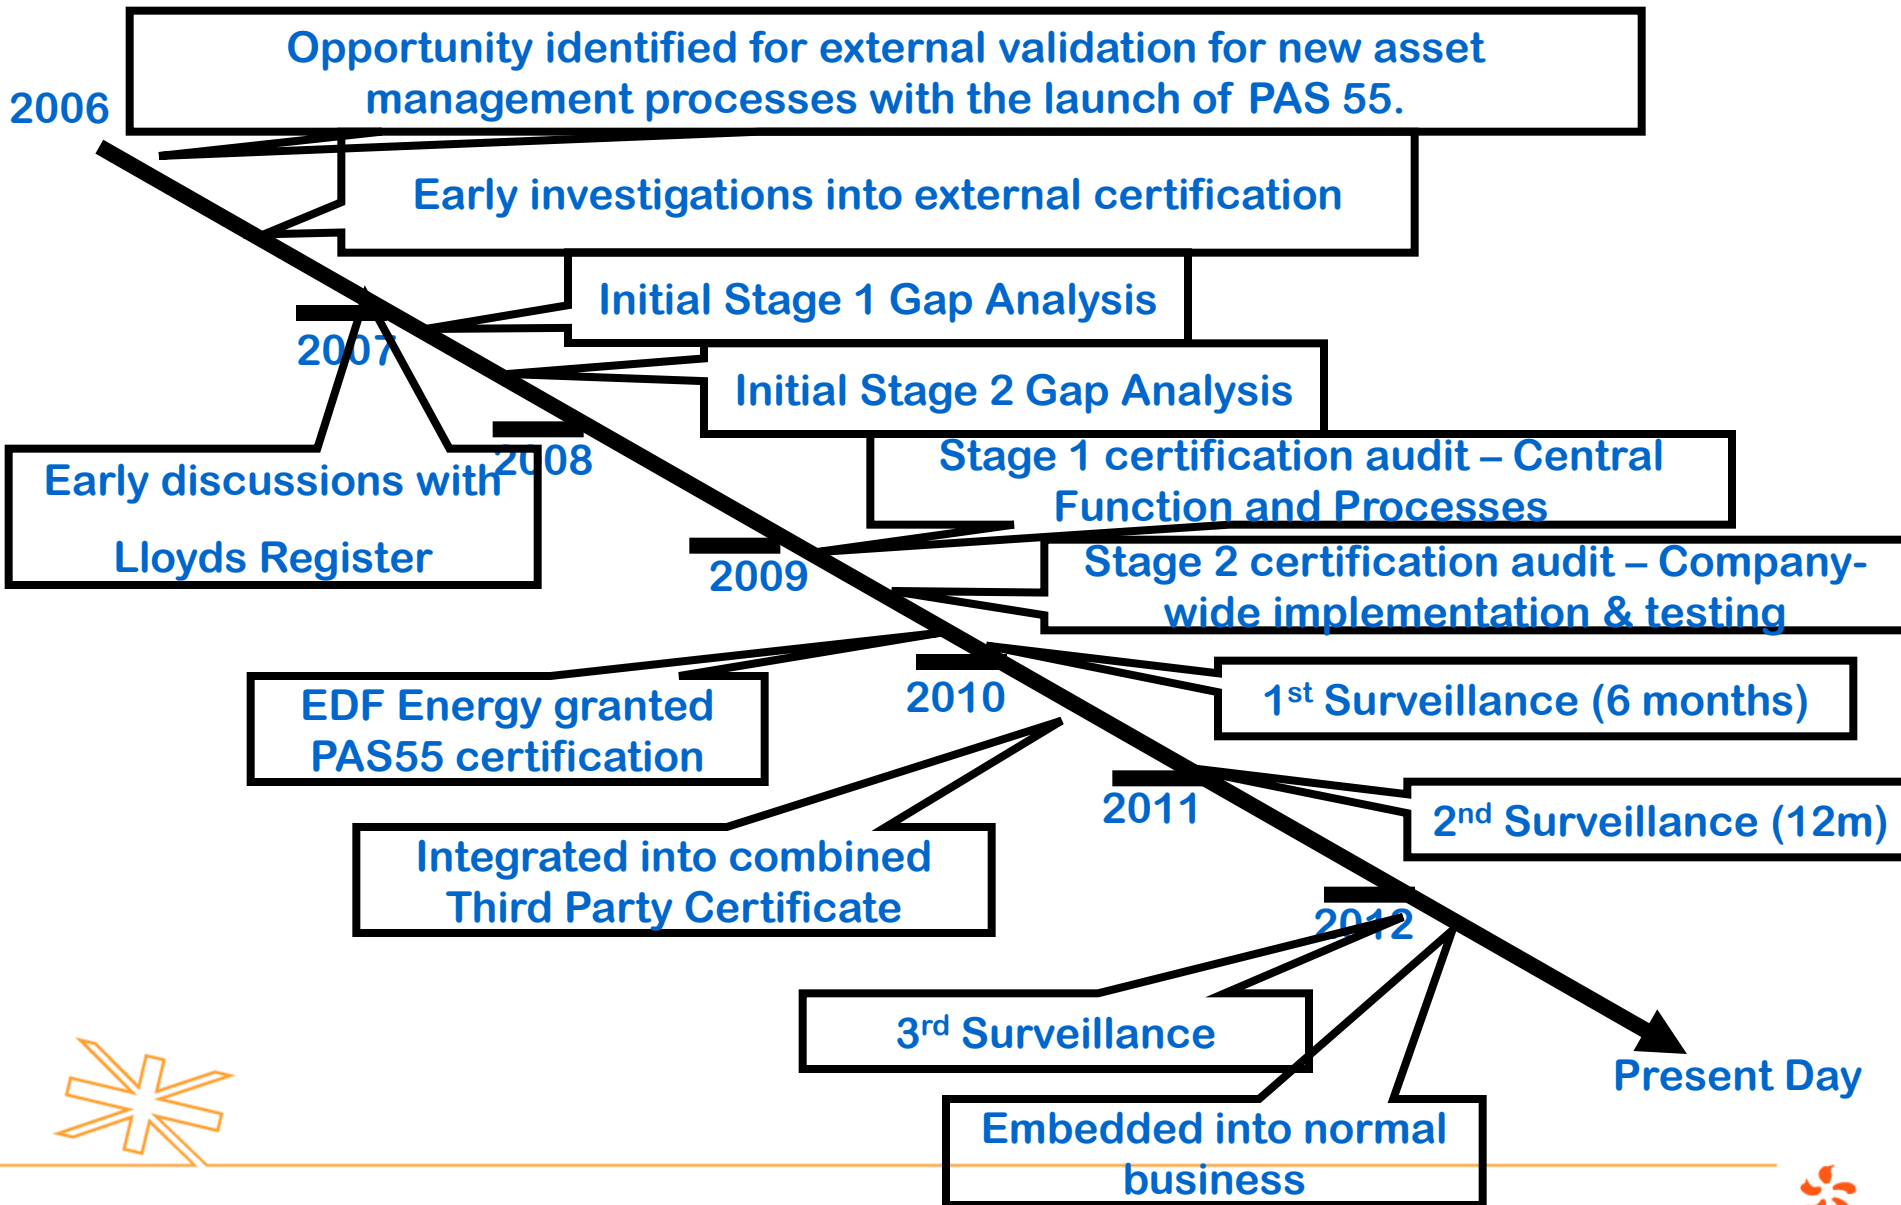 Opportunity identified for external validation for new asset
management processes with the launch of PAS 55.
2006
Early investigations into external certification
Initial Stage 1 Gap Analysis
2007
Initial Stage 2 Gap Analysis
2008
Early discussions with
Lloyds Register
Stage 1 certification audit – Central
Function and Processes
2009
Stage 2 certification audit – Company-
wide implementation & testing
EDF Energy granted
PAS55 certification
2010
1st Surveillance (6 months)
2011
2nd Surveillance (12m)
Integrated into combined
Third Party Certificate
2012
3rd Surveillance
Present Day
Embedded into normal
business